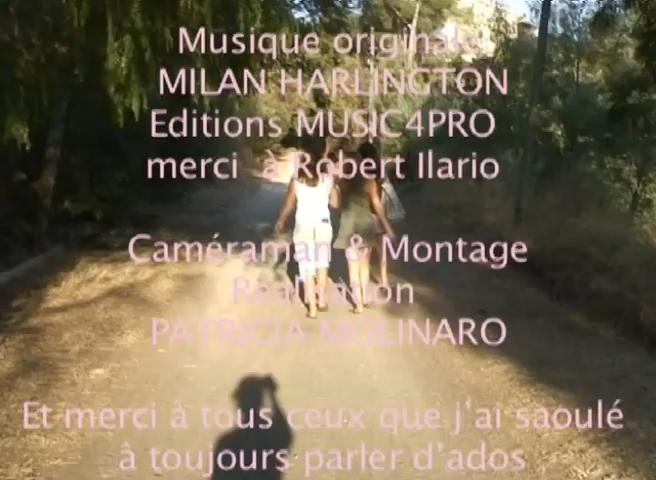 Musique originale
MILAN HARLINGTON
Editions MUSIC4PRO
merci à Robert Ilario
Caméraman & Montage
Réalisation
PATRICIA MOLINARO
Et merci à tous ceux que j'ai saoulé
à toujours parler d'ados